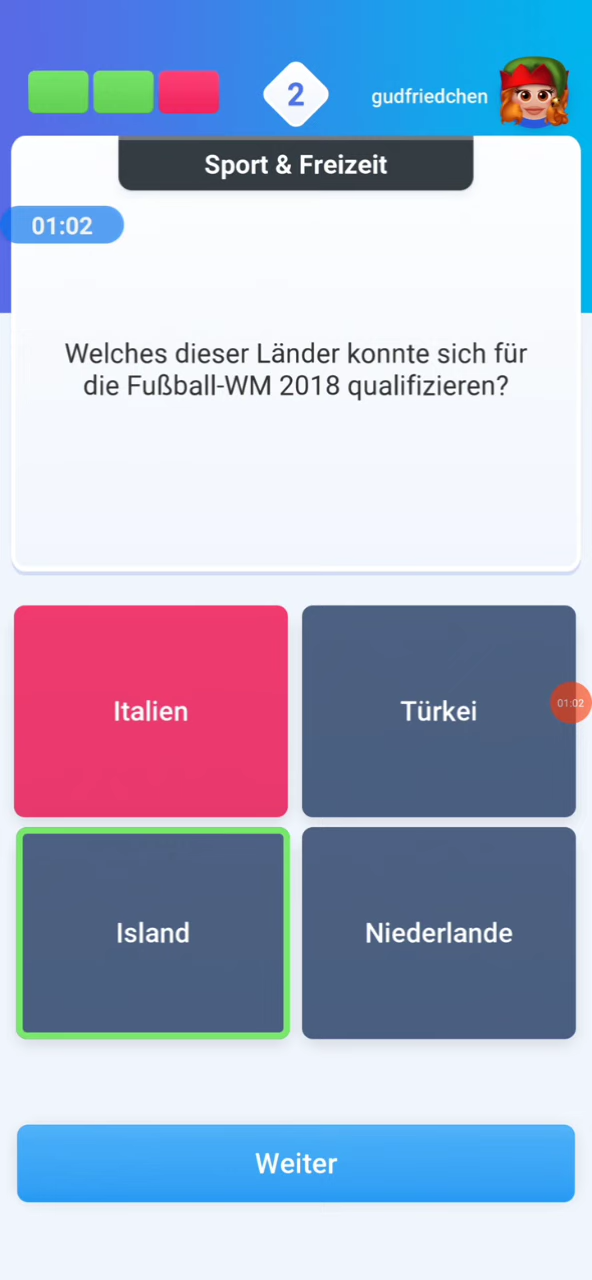 2
gudfriedchen
Sport & Freizeit
01:02
Welches dieser Länder konnte sich für
die Fußball-WM 2018 qualifizieren?
Italien
Türkei
01:02
Island
Niederlande
Weiter